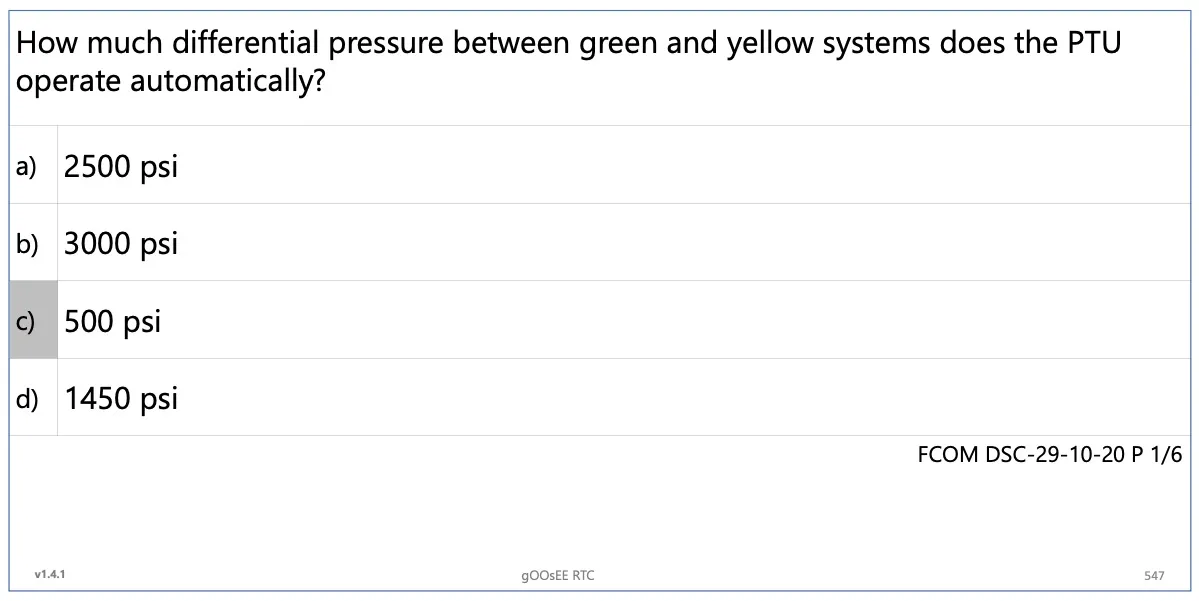 How much differential pressure between green and yellow systems does the PTU
operate automatically?
a) 2500 psi
b) 3000 psi
c) 500 psi
d) 1450 psi
FCOM DSC-29-10-20 P 1/6
v1.4.1 gOOsEE RTC 547